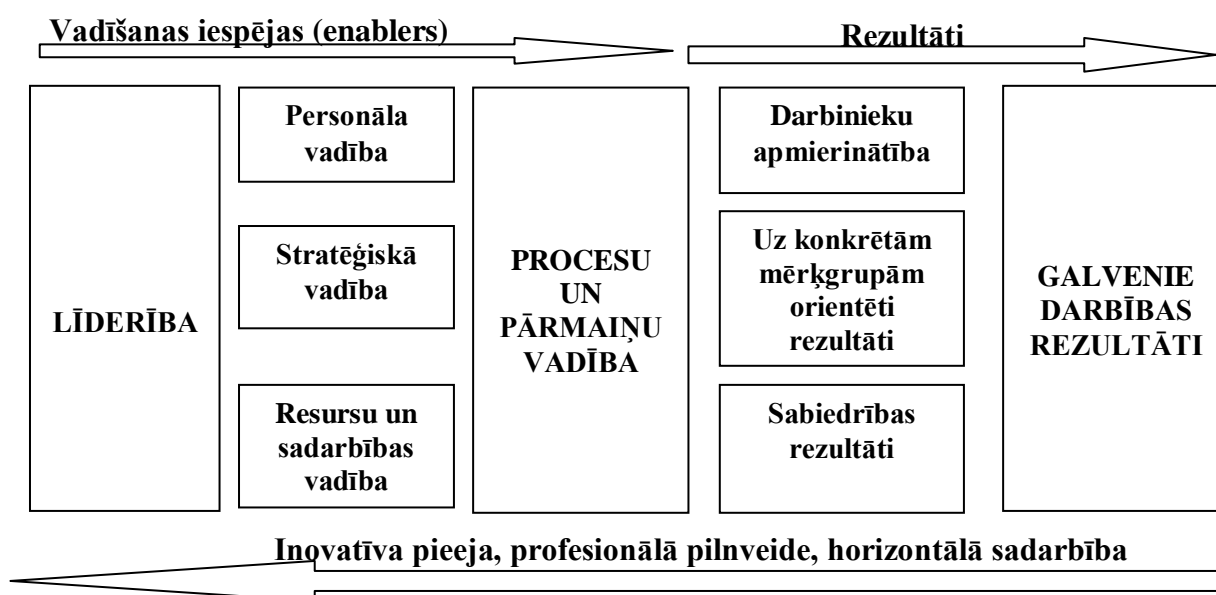 Vadīšanas iespējas (enablers)
Rezultāti
LĪDERĪBA
Personāla
vadība
Stratēģiskā
vadība
Resursu un
sadarbības
vadība
PROCESU
UN
PĀRMAIŅU
VADĪBA
Darbinieku
apmierinātība
Uz konkrētām
mērķgrupām
orientēti
rezultāti
Sabiedrības
rezultāti
GALVENIE
DARBĪBAS
REZULTĀTI
Inovatīva pieeja, profesionālā pilnveide, horizontālā sadarbība